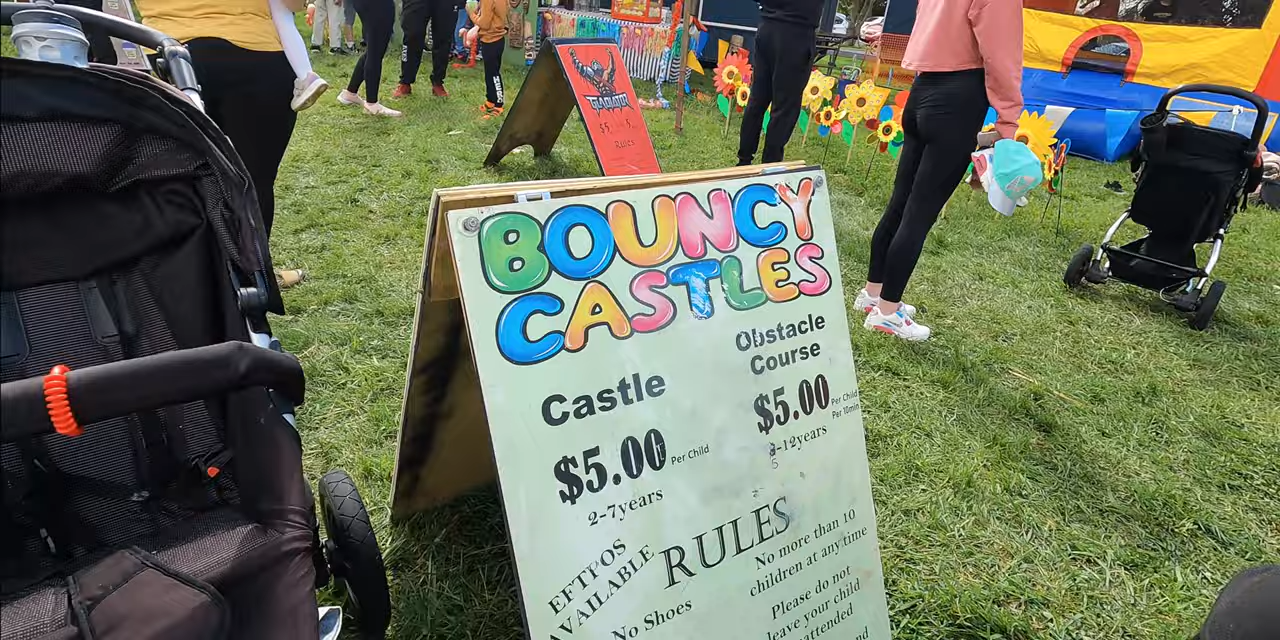 GLADIATOR
$5
Rules
BOUNCY
CASTLES
Castle
$5.00 Per Child
2-7years
Obstacle
Course
$5.00 Per Child
Per 10min
-12years
5
RULES
EFTPOS
AVAILABLE
No Shoes
No more than 10
children at any time
Please do not
leave your child